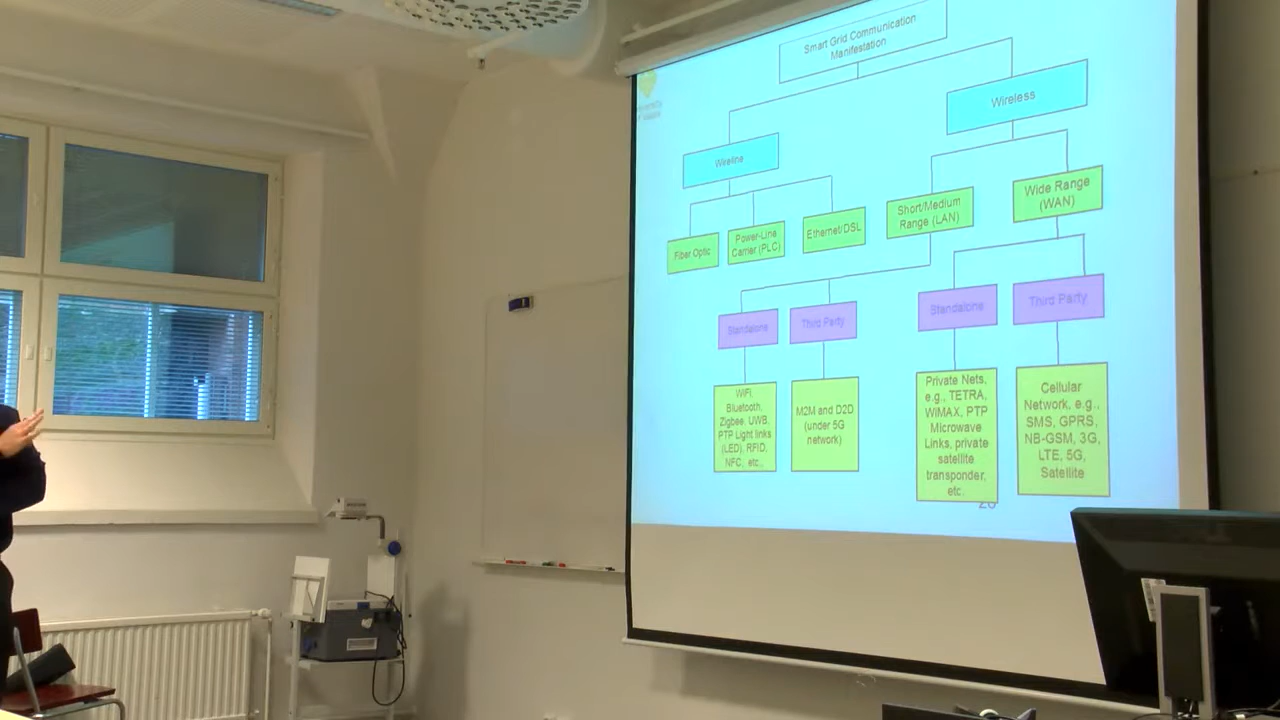 Smart Grid Communication
Manifestation
Wireless
Wireline
Wide Range
(WAN)
Short/Medium
Range (LAN)
Ethernet/DSL
Power-Line
Carrier (PLC)
Fiber Optic
Standalone
Third Party
Standalone
Third Party
WiFi,
Bluetooth,
Zigbee, UWB,
PTP Light links
(LED), RFID,
NFC, etc.,
M2M and D2D
(under 5G
network)
Private Nets,
e.g., TETRA,
WiMAX, PTP
Microwave
Links, private
satellite
transponder,
etc.
Cellular
Network, e.g.,
SMS, GPRS,
NB-GSM, 3G,
LTE, 5G,
Satellite